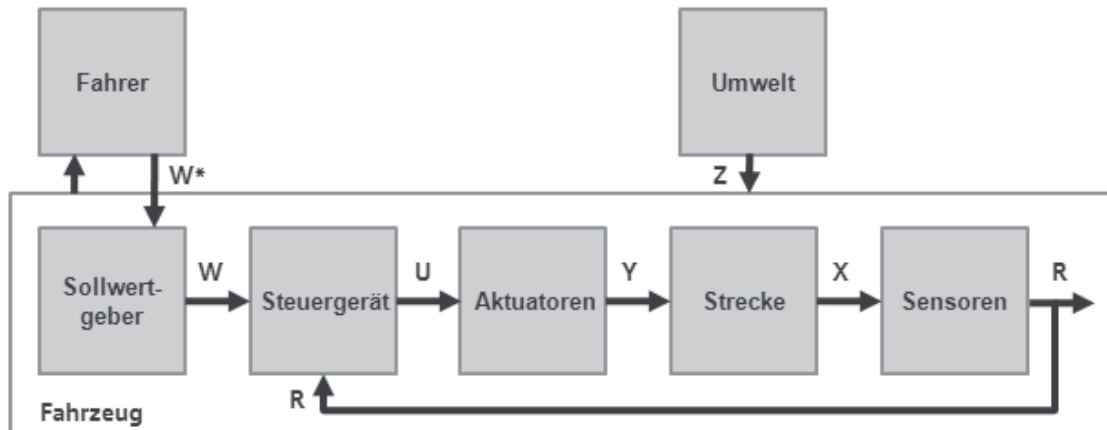 Fahrer
Umwelt
W*
Z
Sollwert-
geber
W
Steuergerät
U
Aktuatoren
Y
Strecke
X
Sensoren
R
R
Fahrzeug